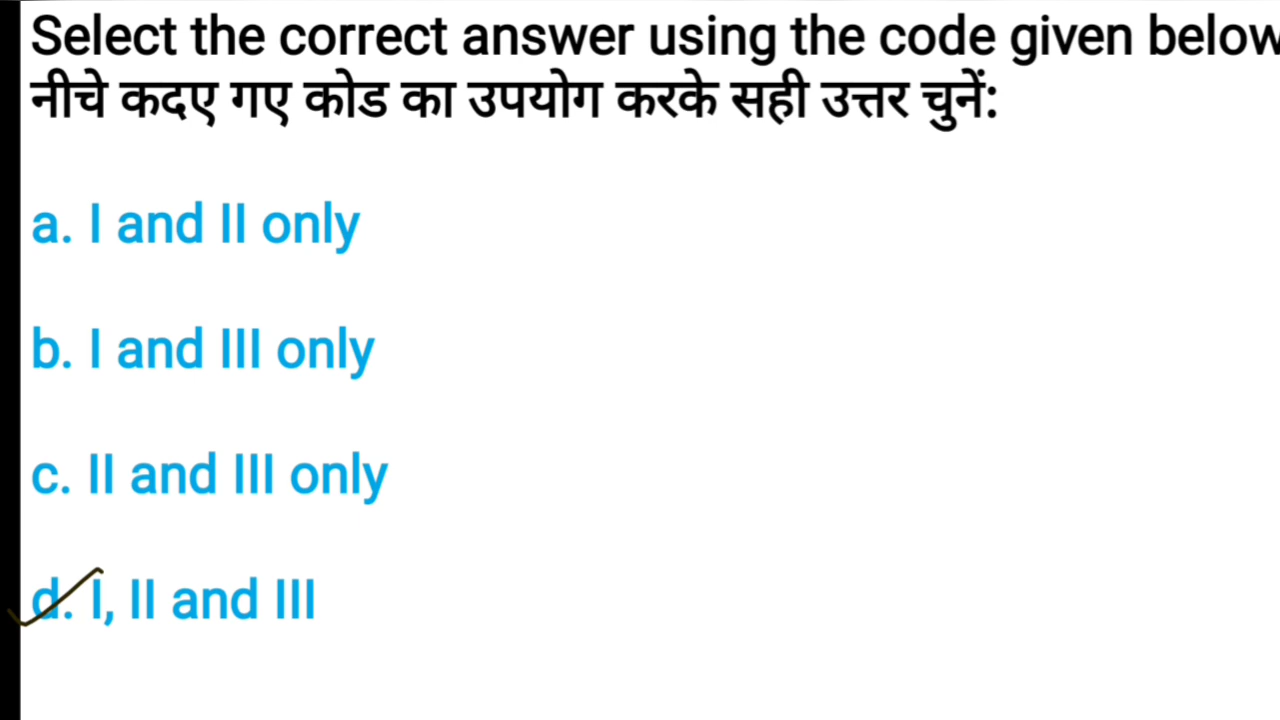 Select the correct answer using the code given below
नीचे कदए गए कोड का उपयोग करके सही उत्तर चुनें:
a. I and II only
b. I and III only
c. II and III only
d. I, II and III